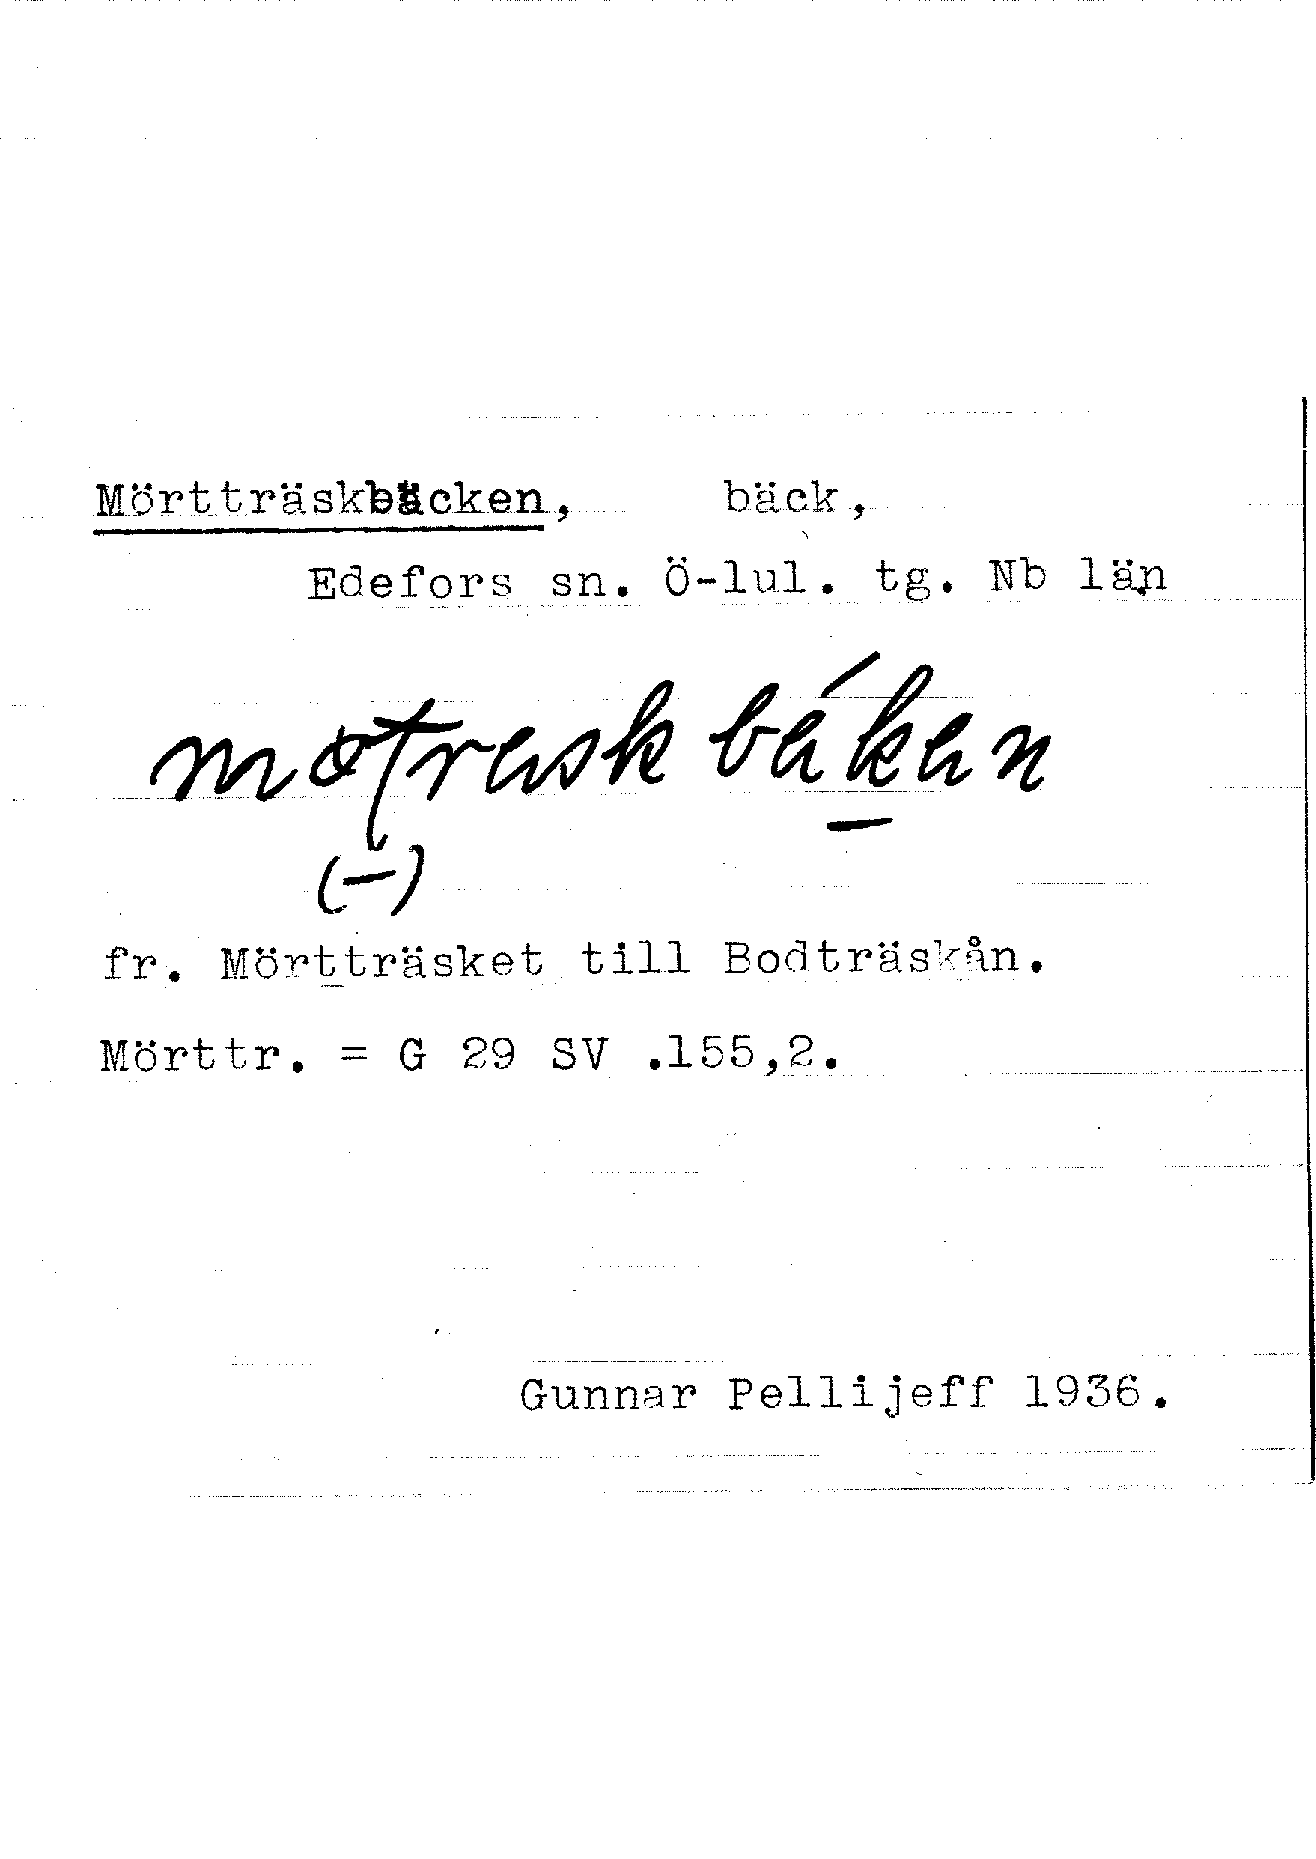 Mörtträskbäcken, bäck,
Edefors sn. Ö-lul. tg. Nb län
(-)
fr. Mörtträsket till Bodträskån.
Mörttr. = G 29 SV .155,2.
Gunnar Pellijeff 1936.